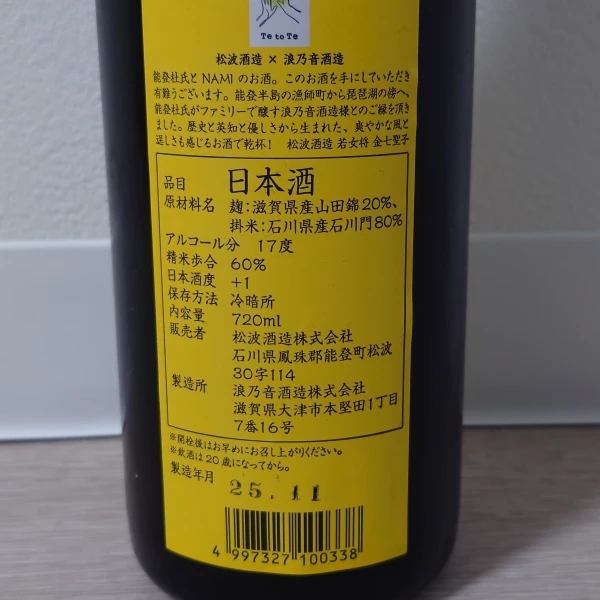 Te to Te
松波酒造 × 浪乃音酒造
能登杜氏と NAMI のお酒。このお酒を手にしていただき
有難うございます。能登半島の漁師町から琵琶湖の傍へ、
能登杜氏がファミリーで醸す浪乃音酒造様とのご縁を頂き
ました。歴史と英知と優しさから生まれた、爽やかな風と
逞しさも感じるお酒で乾杯! 松波酒造 若女将 金七聖子
品目 日本酒
原材料名 麹:滋賀県産山田錦20%、
掛米:石川県産石川門80%
アルコール分 17度
精米歩合 60%
日本酒度 +1
保存方法 冷暗所
内容量 720ml
販売者 松波酒造株式会社
石川県鳳珠郡能登町松波
30字114
製造所 浪乃音酒造株式会社
滋賀県大津市本堅田1丁目
7番16号
※開栓後はお早めにお召し上がりください。
※飲酒は20歳になってから。
製造年月 25.11
4 997327 100338